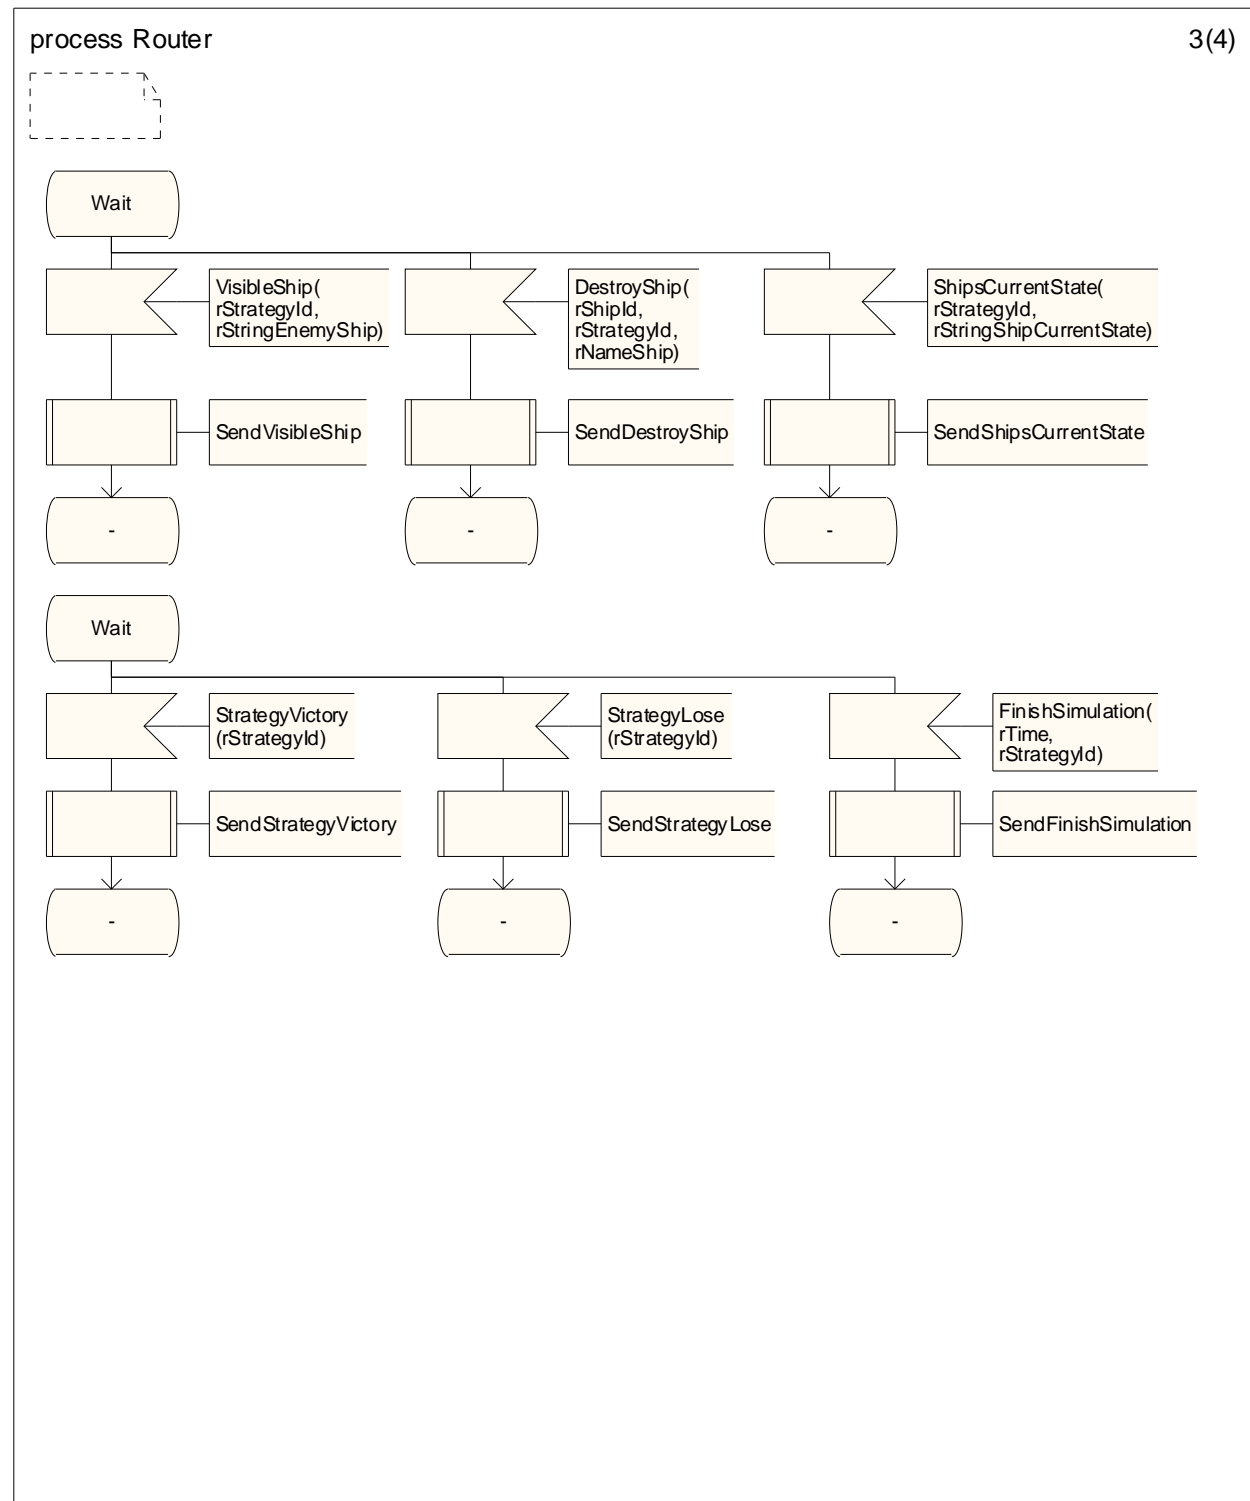 process Router
3(4)
Wait
VisibleShip(
rStrategyId,
rStringEnemyShip)
DestroyShip(
rShipId,
rStrategyId,
rNameShip)
ShipsCurrentState(
rStrategyId,
rStringShipCurrentState)
SendVisibleShip
SendDestroyShip
SendShipsCurrentState
-
-
-
Wait
StrategyVictory
(rStrategyId)
StrategyLose
(rStrategyId)
FinishSimulation(
rTime,
rStrategyId)
SendStrategyVictory
SendStrategyLose
SendFinishSimulation
-
-
-